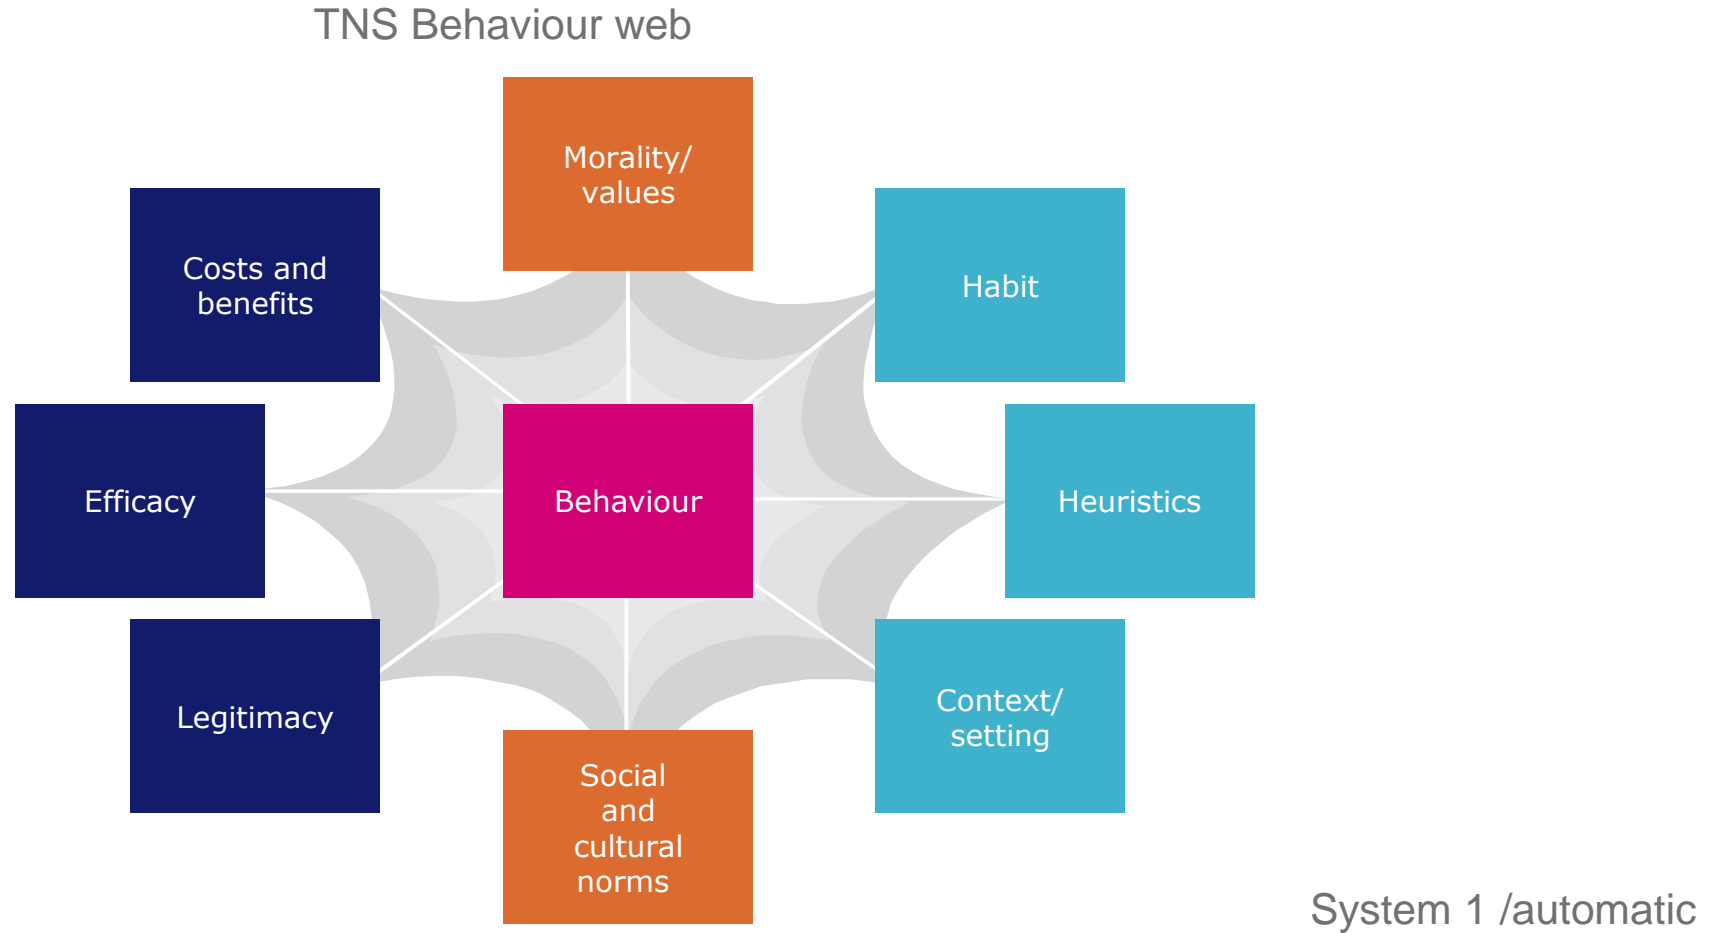 TNS Behaviour web
Morality/
values
Costs and
benefits
Habit
Efficacy
Behaviour
Heuristics
Legitimacy
Context/
setting
Social
and
cultural
norms
System 1 /automatic